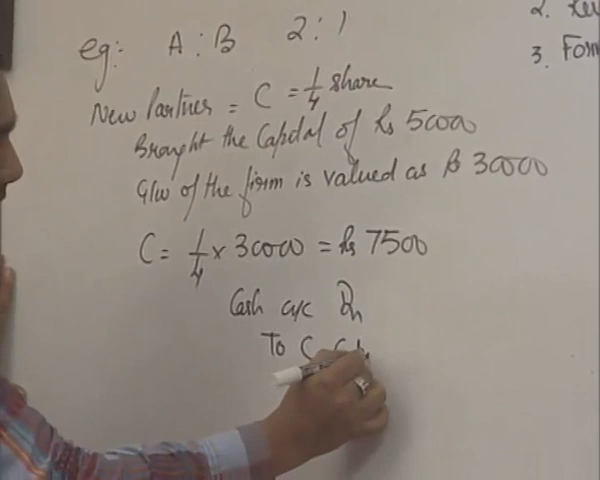 eg: A : B 2 : 1
2.
3. Form
New Partner = C = 1/4 share
Brought the Capital of Rs 50000
G/w of the firm is valued as Rs 30000
C = 1/4 x 30000 = Rs 7500
Cash a/c Dr
To C